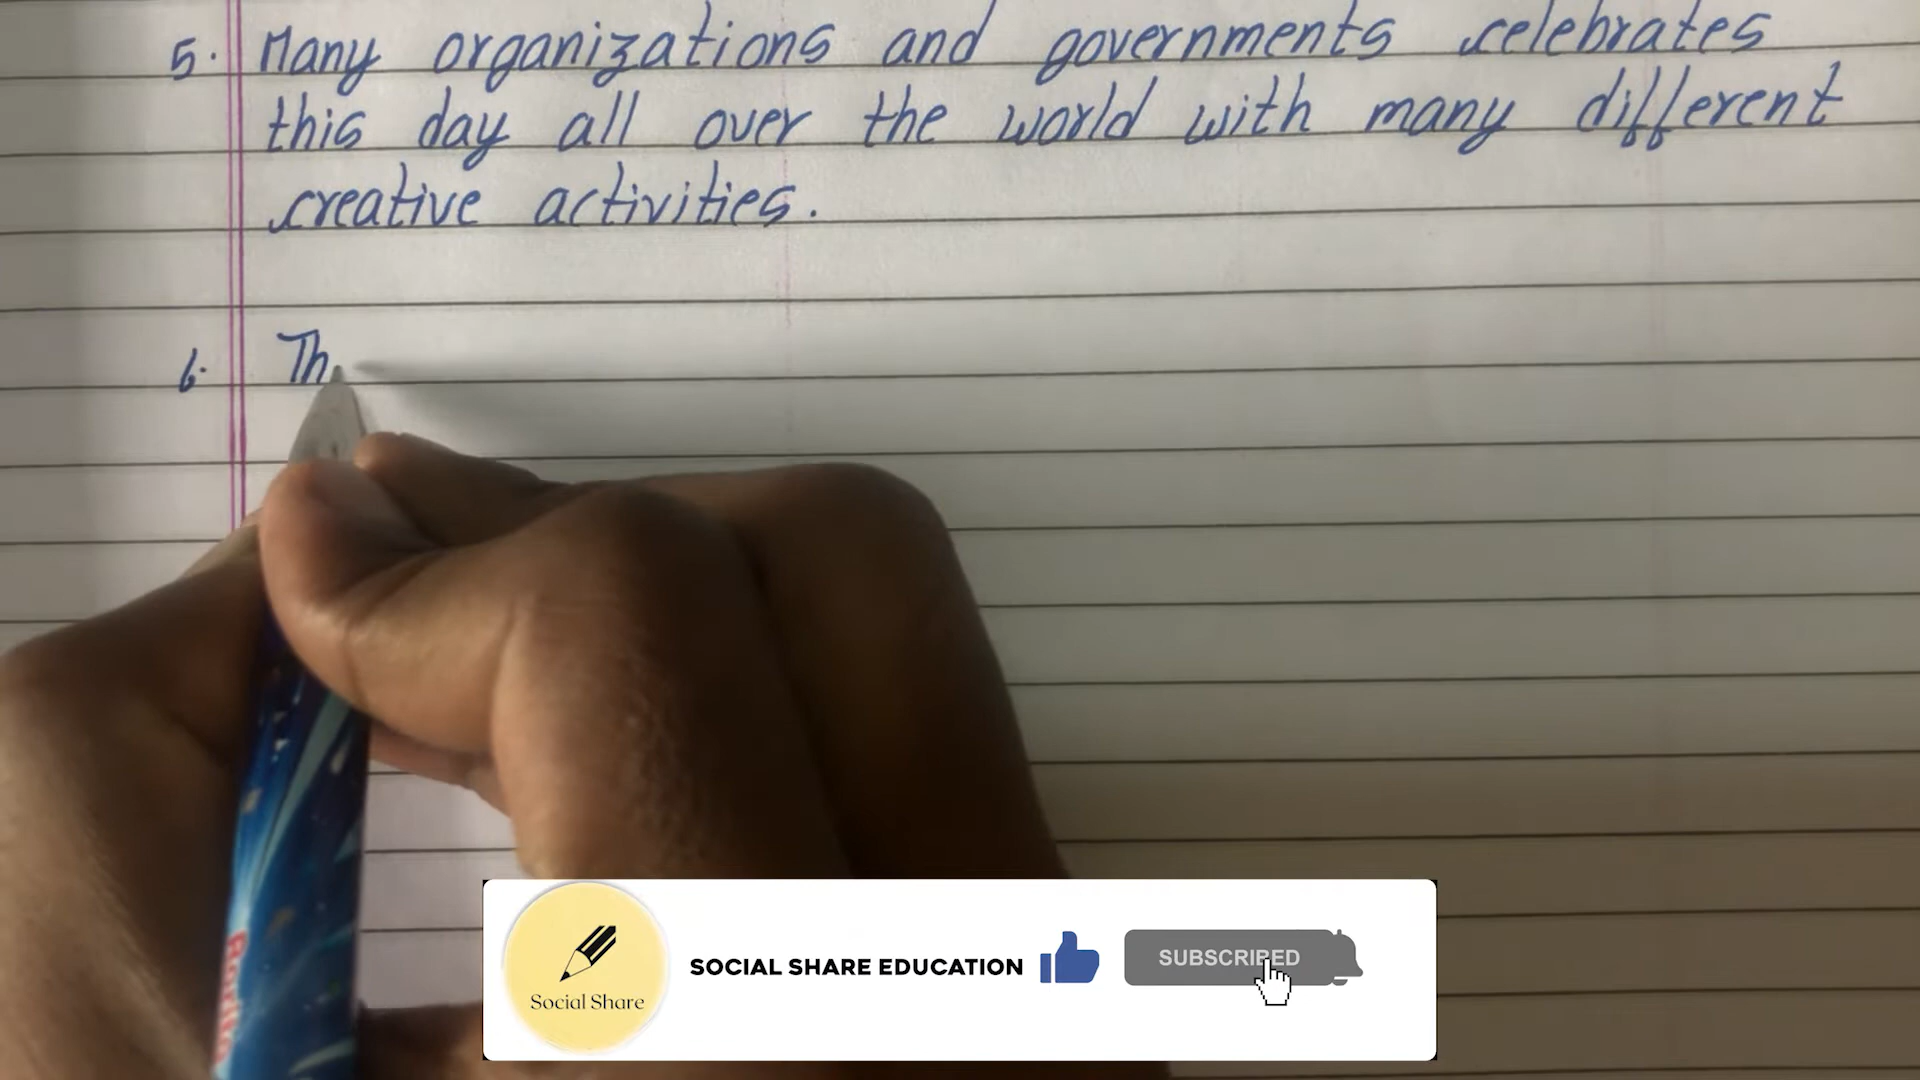 5. Many organizations and governments celebrates
this day all over the world with many different
creative activities.
6. Th
Social Share
SOCIAL SHARE EDUCATION
SUBSCRIBED